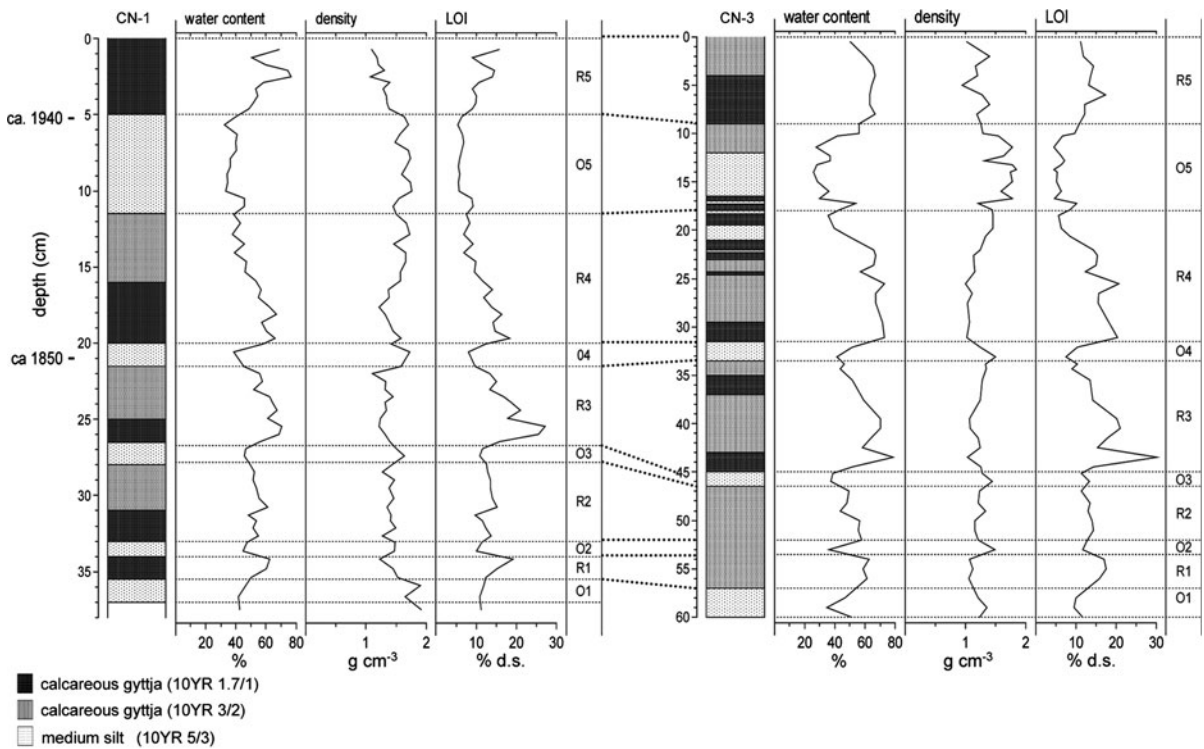 CN-1 water content density LOI CN-3 water content density LOI
depth (cm)
0
5
10
15
20
25
30
35
ca. 1940
ca 1850
R5
O5
R4
04
R3
O3
R2
O2
R1
O1
20 40 60 80
%
1 2
g cm-3
10 20 30
% d.s.
0
5
10
15
20
25
30
35
40
45
50
55
60
R5
O5
R4
O4
R3
O3
R2
O2
R1
O1
20 40 60 80
%
1 2
g cm-3
10 20 30
% d.s.
calcareous gyttja (10YR 1.7/1)
calcareous gyttja (10YR 3/2)
medium silt (10YR 5/3)